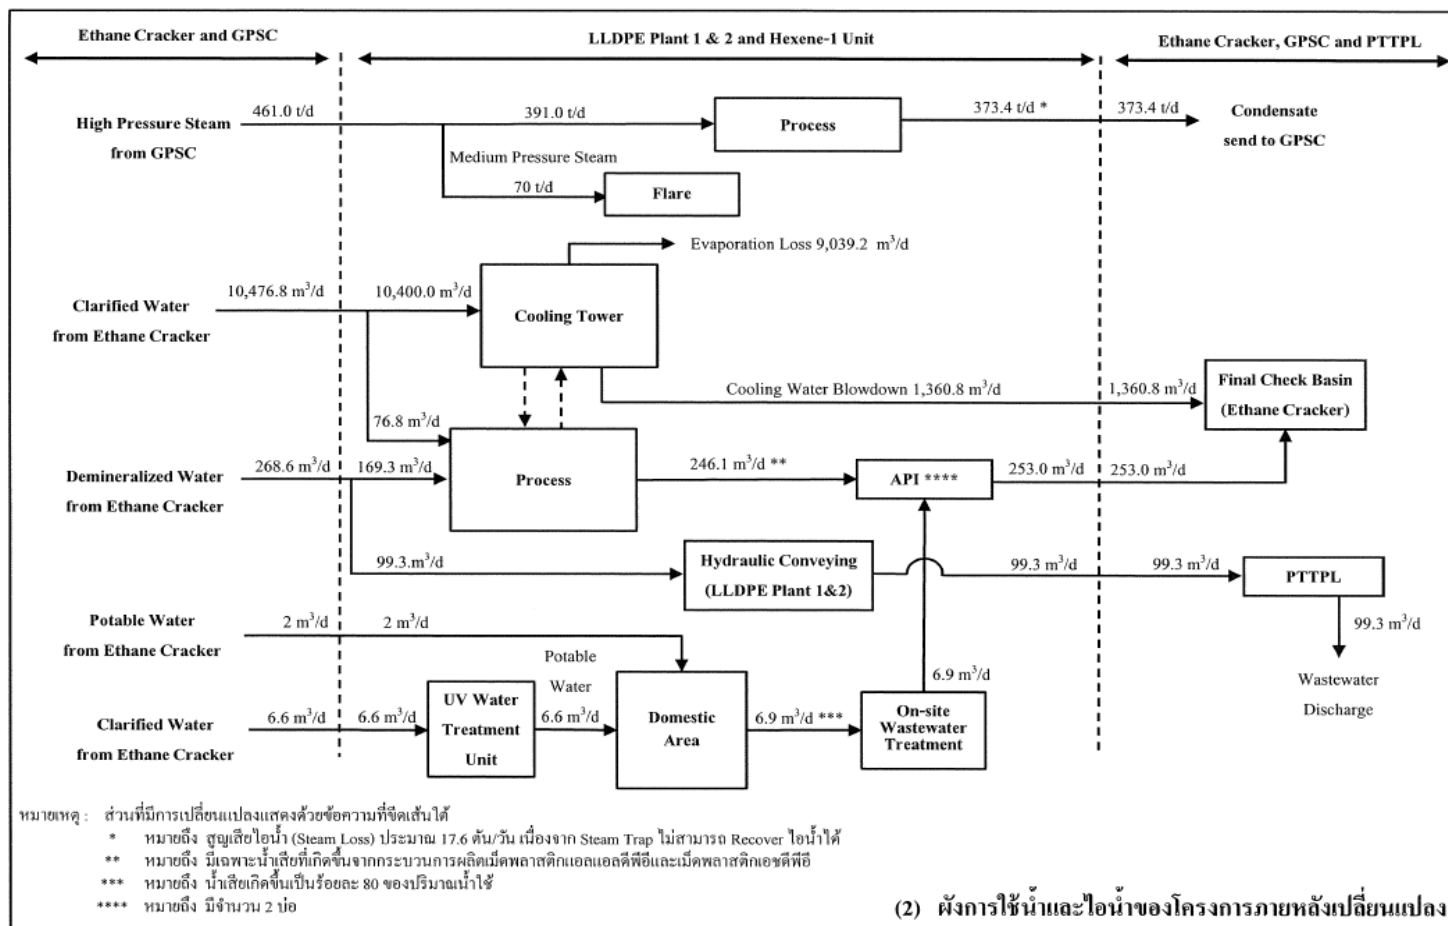 Ethane Cracker and GPSC
LLDPE Plant 1 & 2 and Hexene-1 Unit
Ethane Cracker, GPSC and PTTPL
High Pressure Steam
from GPSC
461.0 t/d
391.0 t/d
Process
373.4 t/d *
373.4 t/d
Condensate
send to GPSC
Medium Pressure Steam
70 t/d
Flare
Evaporation Loss 9,039.2 m³/d
Clarified Water
from Ethane Cracker
10,476.8 m³/d
10,400.0 m³/d
Cooling Tower
Cooling Water Blowdown 1,360.8 m³/d
1,360.8 m³/d
Final Check Basin
(Ethane Cracker)
76.8 m³/d
Demineralized Water
from Ethane Cracker
268.6 m³/d
169.3 m³/d
Process
246.1 m³/d **
API ****
253.0 m³/d
253.0 m³/d
99.3.m³/d
Hydraulic Conveying
(LLDPE Plant 1&2)
99.3 m³/d
99.3 m³/d
PTTPL
99.3 m³/d
Wastewater
Discharge
Potable Water
from Ethane Cracker
2 m³/d
2 m³/d
Potable
Water
Clarified Water
from Ethane Cracker
6.6 m³/d
6.6 m³/d
UV Water
Treatment
Unit
6.6 m³/d
Domestic
Area
6.9 m³/d ***
On-site
Wastewater
Treatment
6.9 m³/d
หมายเหตุ : ส่วนที่มีการเปลี่ยนแปลงแสดงด้วยข้อความที่ขีดเส้นใต้
* หมายถึง สูญเสียไอน้ำ (Steam Loss) ประมาณ 17.6 ตัน/วัน เนื่องจาก Steam Trap ไม่สามารถ Recover ไอน้ำได้
** หมายถึง มีเฉพาะน้ำเสียที่เกิดขึ้นจากกระบวนการผลิตเม็ดพลาสติกแอลแอลดีพีอีและเม็ดพลาสติกเอชดีพีอี
*** หมายถึง น้ำเสียเกิดขึ้นเป็นร้อยละ 80 ของปริมาณน้ำใช้
**** หมายถึง มีจำนวน 2 บ่อ
(2) ผังการใช้น้ำและไอน้ำของโครงการภายหลังเปลี่ยนแปลง